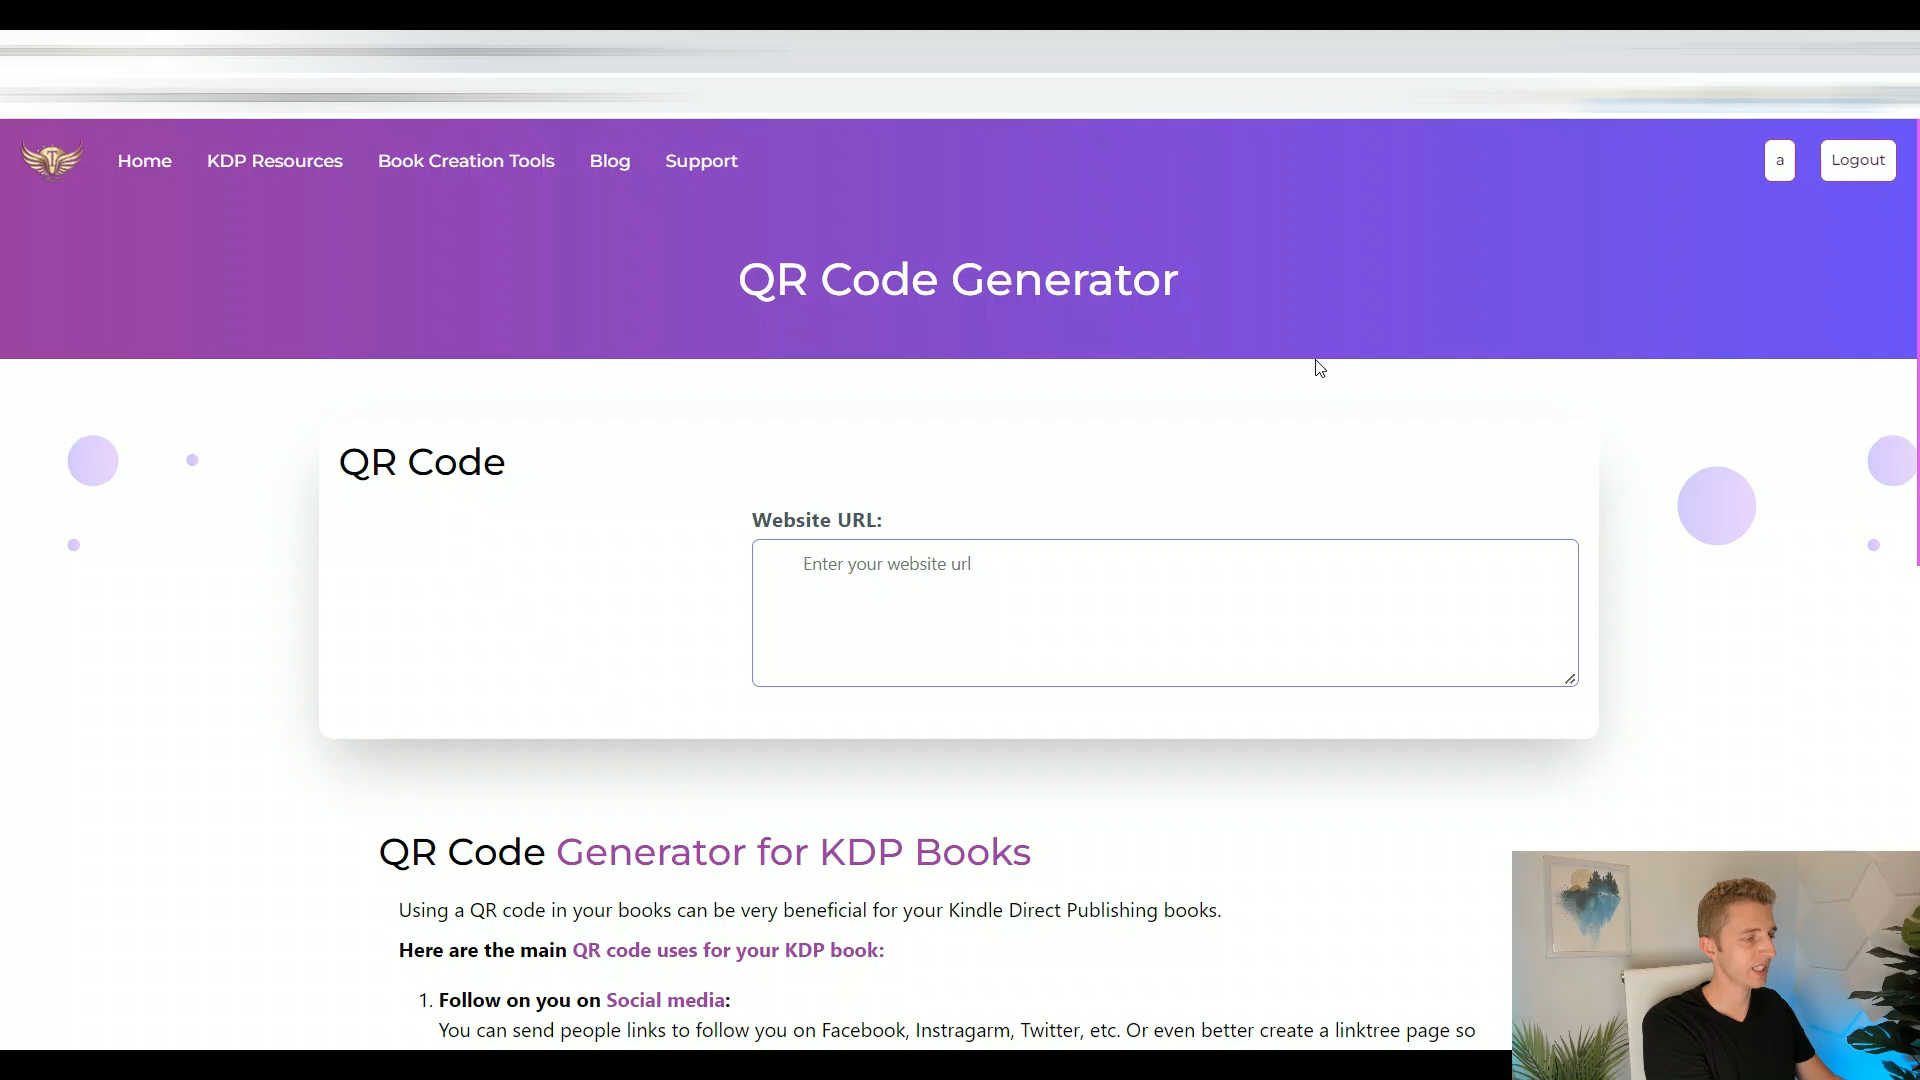 Home KDP Resources Book Creation Tools Blog Support a Logout
QR Code Generator
QR Code
Website URL:
Enter your website url
QR Code Generator for KDP Books
Using a QR code in your books can be very beneficial for your Kindle Direct Publishing books.
Here are the main QR code uses for your KDP book:
1. Follow on you on Social media:
You can send people links to follow you on Facebook, Instragarm, Twitter, etc. Or even better create a linktree page so